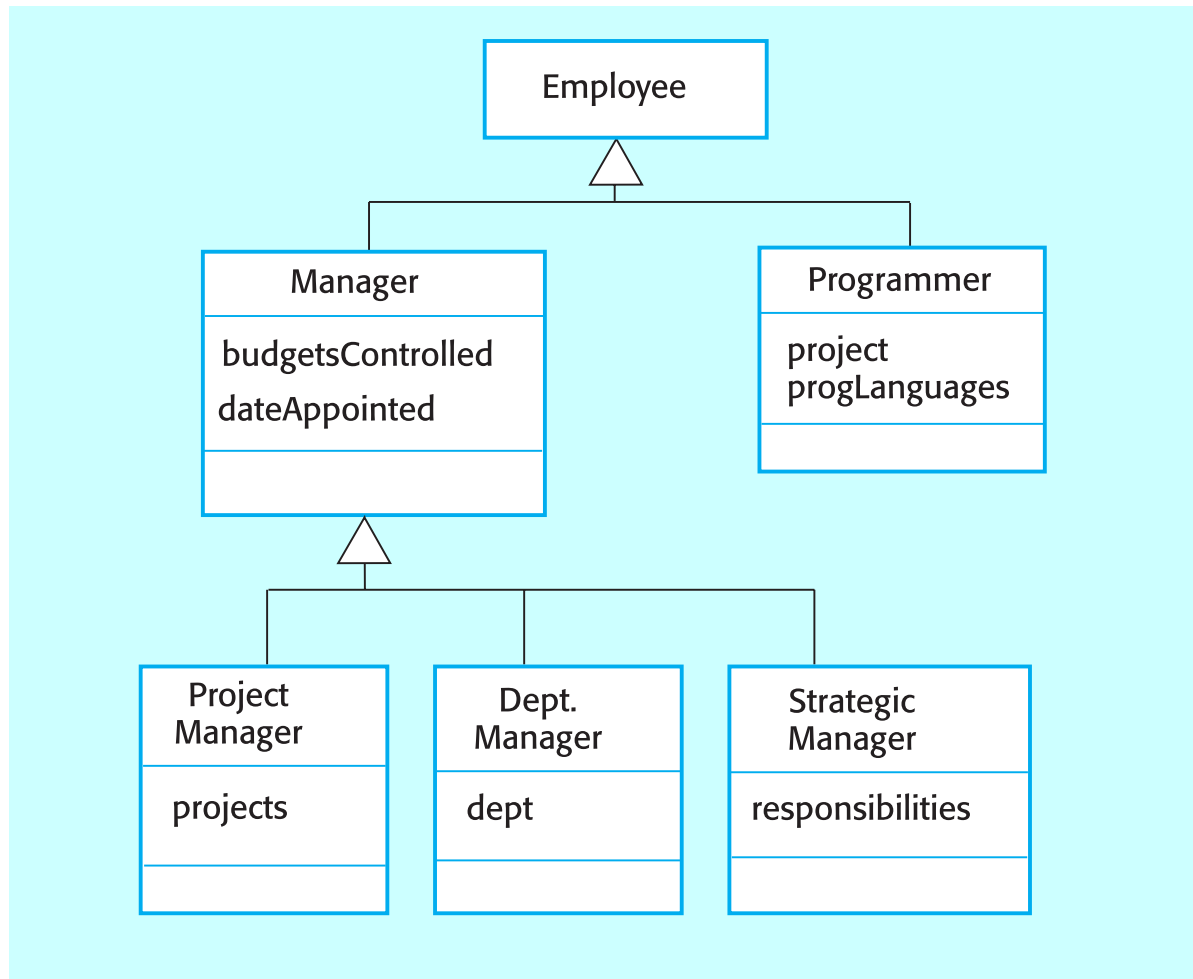 Employee
Manager
budgetsControlled
dateAppointed
Programmer
project
progLanguages
Project
Manager
projects
Dept.
Manager
dept
Strategic
Manager
responsibilities